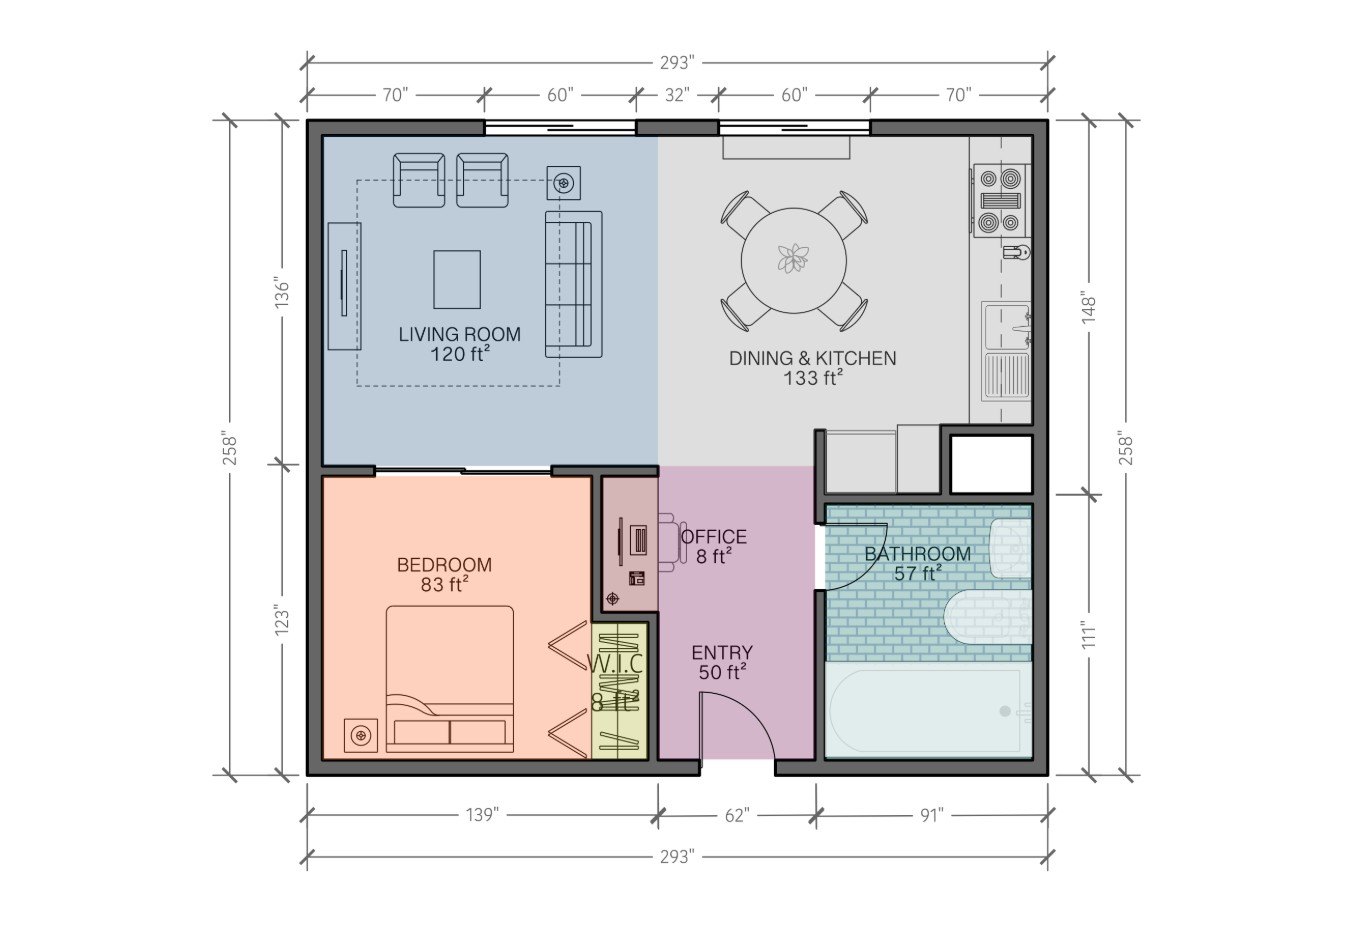 293"
70"
60"
32"
60"
70"
258"
136"
123"
148"
111"
258"
LIVING ROOM
120 ft²
DINING & KITCHEN
133 ft²
OFFICE
8 ft²
BEDROOM
83 ft²
BATHROOM
57 ft²
W.I.C
8 ft²
ENTRY
50 ft²
139"
62"
91"
293"